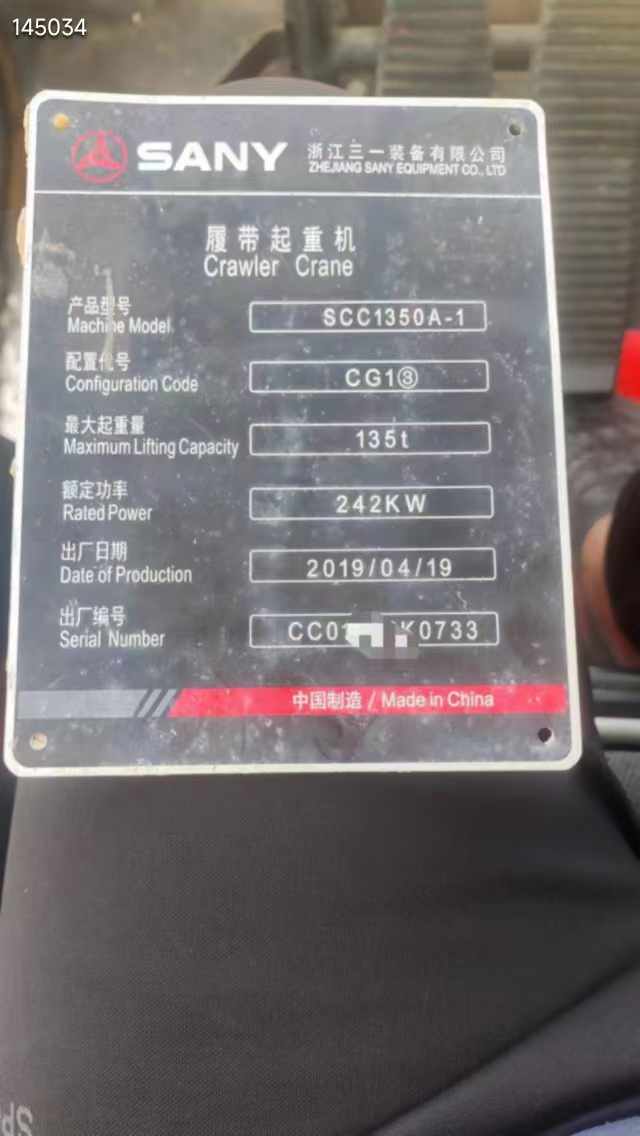 145034
SANY 浙江三一装备有限公司
ZHEJIANG SANY EQUIPMENT CO., LTD
履带起重机
Crawler Crane
产品型号
Machine Model
SCC1350A-1
配置代号
Configuration Code
CG1③
最大起重量
Maximum Lifting Capacity
135t
额定功率
Rated Power
242KW
出厂日期
Date of Production
2019/04/19
出厂编号
Serial Number
中国制造 / Made in China